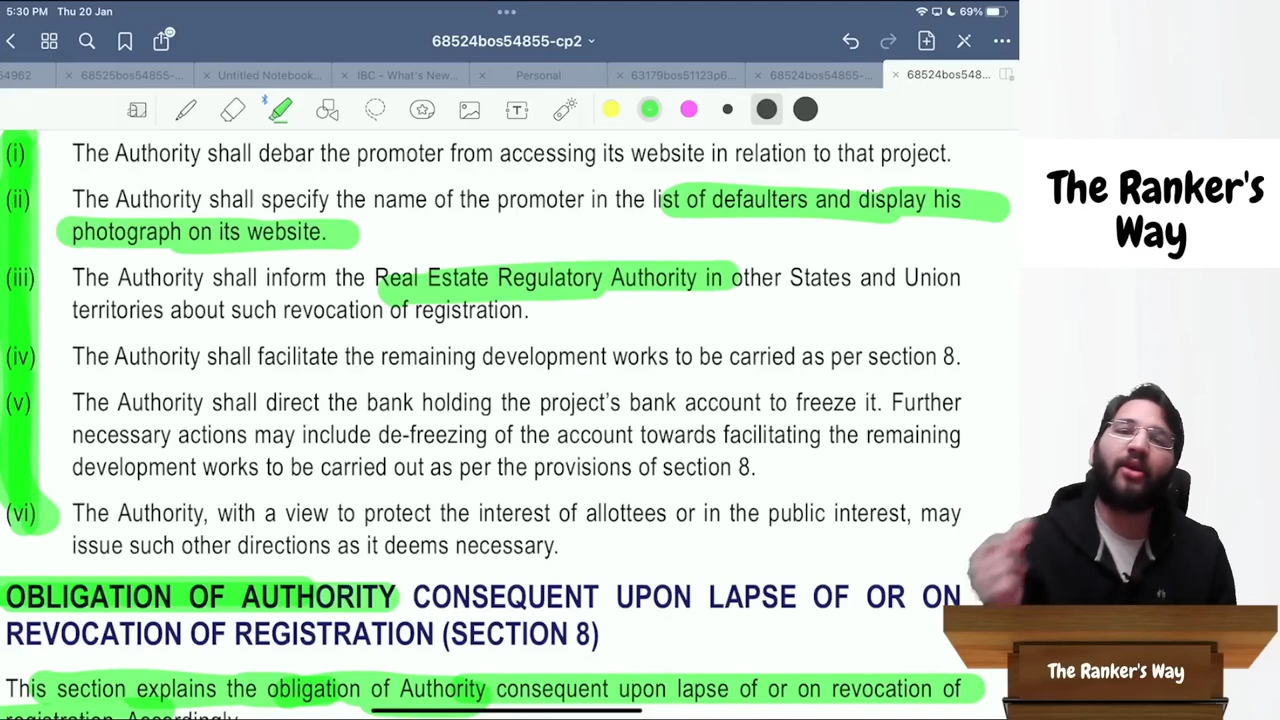 5:30 PM Thu 20 Jan
69%
68524bos54855-cp2
54962
68525bos54855-...
Untitled Notebook...
IBC - What's New...
Personal
63179bos51123p6...
68524bos54855-...
68524bos548...
(i) The Authority shall debar the promoter from accessing its website in relation to that project.
(ii) The Authority shall specify the name of the promoter in the list of defaulters and display his
photograph on its website.
(iii) The Authority shall inform the Real Estate Regulatory Authority in other States and Union
territories about such revocation of registration.
(iv) The Authority shall facilitate the remaining development works to be carried as per section 8.
(v) The Authority shall direct the bank holding the project's bank account to freeze it. Further
necessary actions may include de-freezing of the account towards facilitating the remaining
development works to be carried out as per the provisions of section 8.
(vi) The Authority, with a view to protect the interest of allottees or in the public interest, may
issue such other directions as it deems necessary.
OBLIGATION OF AUTHORITY CONSEQUENT UPON LAPSE OF OR ON
REVOCATION OF REGISTRATION (SECTION 8)
This section explains the obligation of Authority consequent upon lapse of or on revocation of
registration. Accordingly
The Ranker's
Way
The Ranker's Way